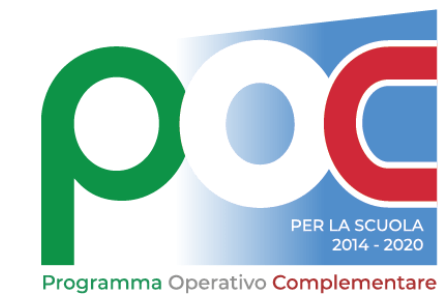 poc
PER LA SCUOLA
2014 - 2020
Programma Operativo Complementare